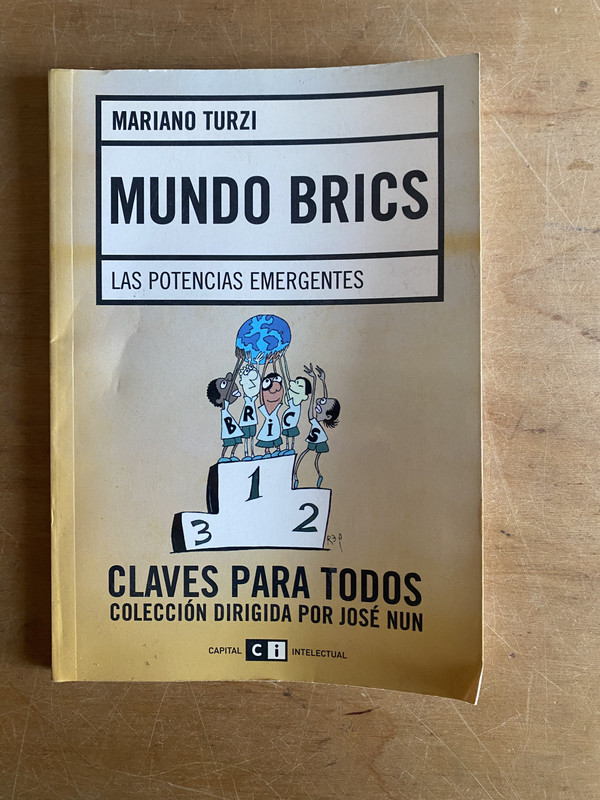 MARIANO TURZI
MUNDO BRICS
LAS POTENCIAS EMERGENTES
B R I C S
1
2
3
CLAVES PARA TODOS
COLECCIÓN DIRIGIDA POR JOSÉ NUN
CAPITAL Ci INTELECTUAL